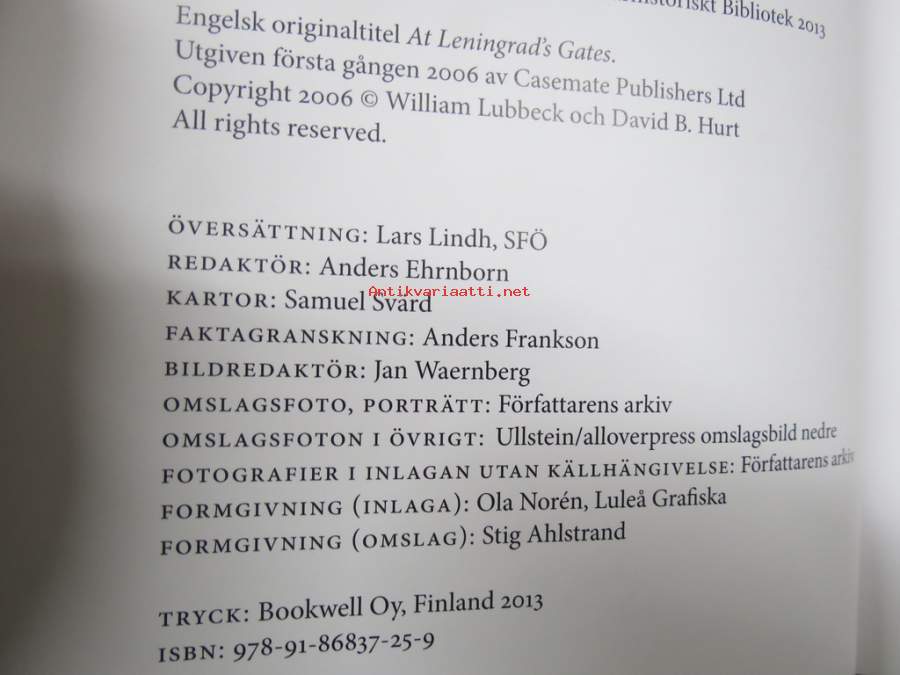 Bibliotek 2013
Engelsk originaltitel At Leningrad's Gates.
Utgiven första gången 2006 av Casemate Publishers Ltd
Copyright 2006 © William Lubbeck och David B. Hurt
All rights reserved.
ÖVERSÄTTNING: Lars Lindh, SFÖ
REDAKTÖR: Anders Ehrnborn
Antikvariaatti.net
KARTOR: Samuel Svärd
FAKTAGRANSKNING: Anders Frankson
BILDREDAKTÖR: Jan Waernberg
OMSLAGSFOTO, PORTRÄTT: Författarens arkiv
OMSLAGSFOTON I ÖVRIGT: Ullstein/alloverpress omslagsbild nedre
FOTOGRAFIER I INLAGAN UTAN KÄLLHÄNGIVELSE: Författarens arkiv
FORMGIVNING (INLAGA): Ola Norén, Luleå Grafiska
FORMGIVNING (OMSLAG): Stig Ahlstrand
TRYCK: Bookwell Oy, Finland 2013
ISBN: 978-91-86837-25-9